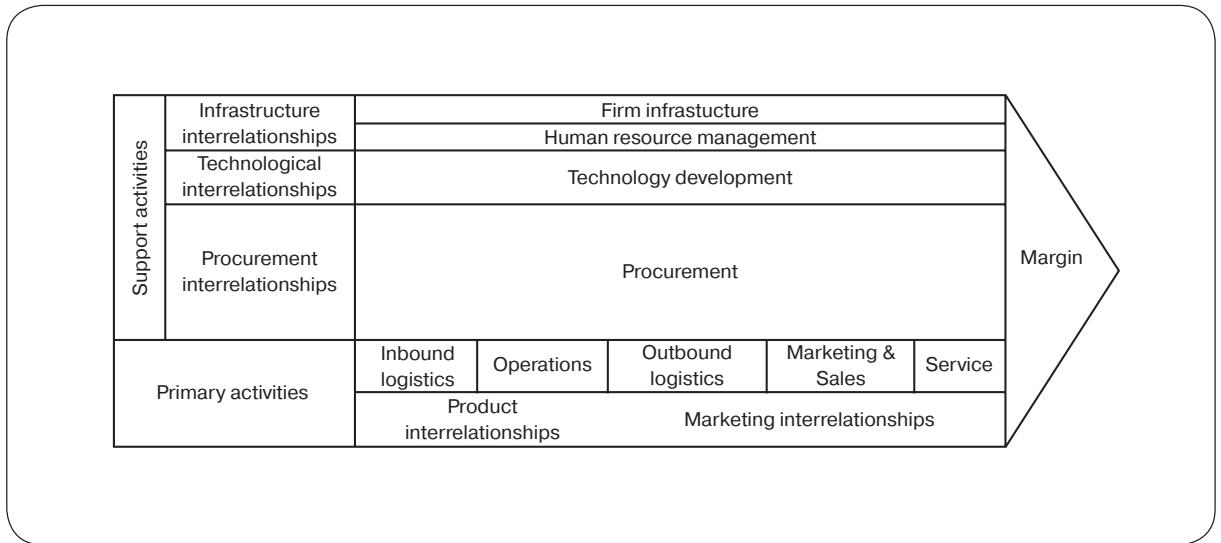 Support activities
Infrastructure
interrelationships
Firm infrastucture
Human resource management
Technological
interrelationships
Technology development
Procurement
interrelationships
Procurement
Margin
Primary activities
Inbound
logistics
Operations
Outbound
logistics
Marketing &
Sales
Service
Product
interrelationships
Marketing interrelationships